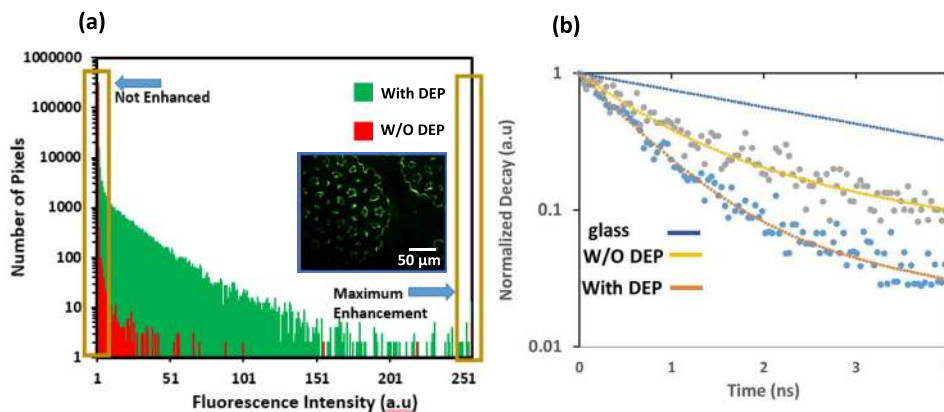 (a)
1000000
100000
10000
1000
100
10
1
Number of Pixels
Not Enhanced
With DEP
W/O DEP
50 µm
Maximum
Enhancement
1 51 101 151 201 251
Fluorescence Intensity (a.u)
(b)
1
0.1
0.01
Normalized Decay (a.u)
glass
W/O DEP
With DEP
0 1 2 3
Time (ns)